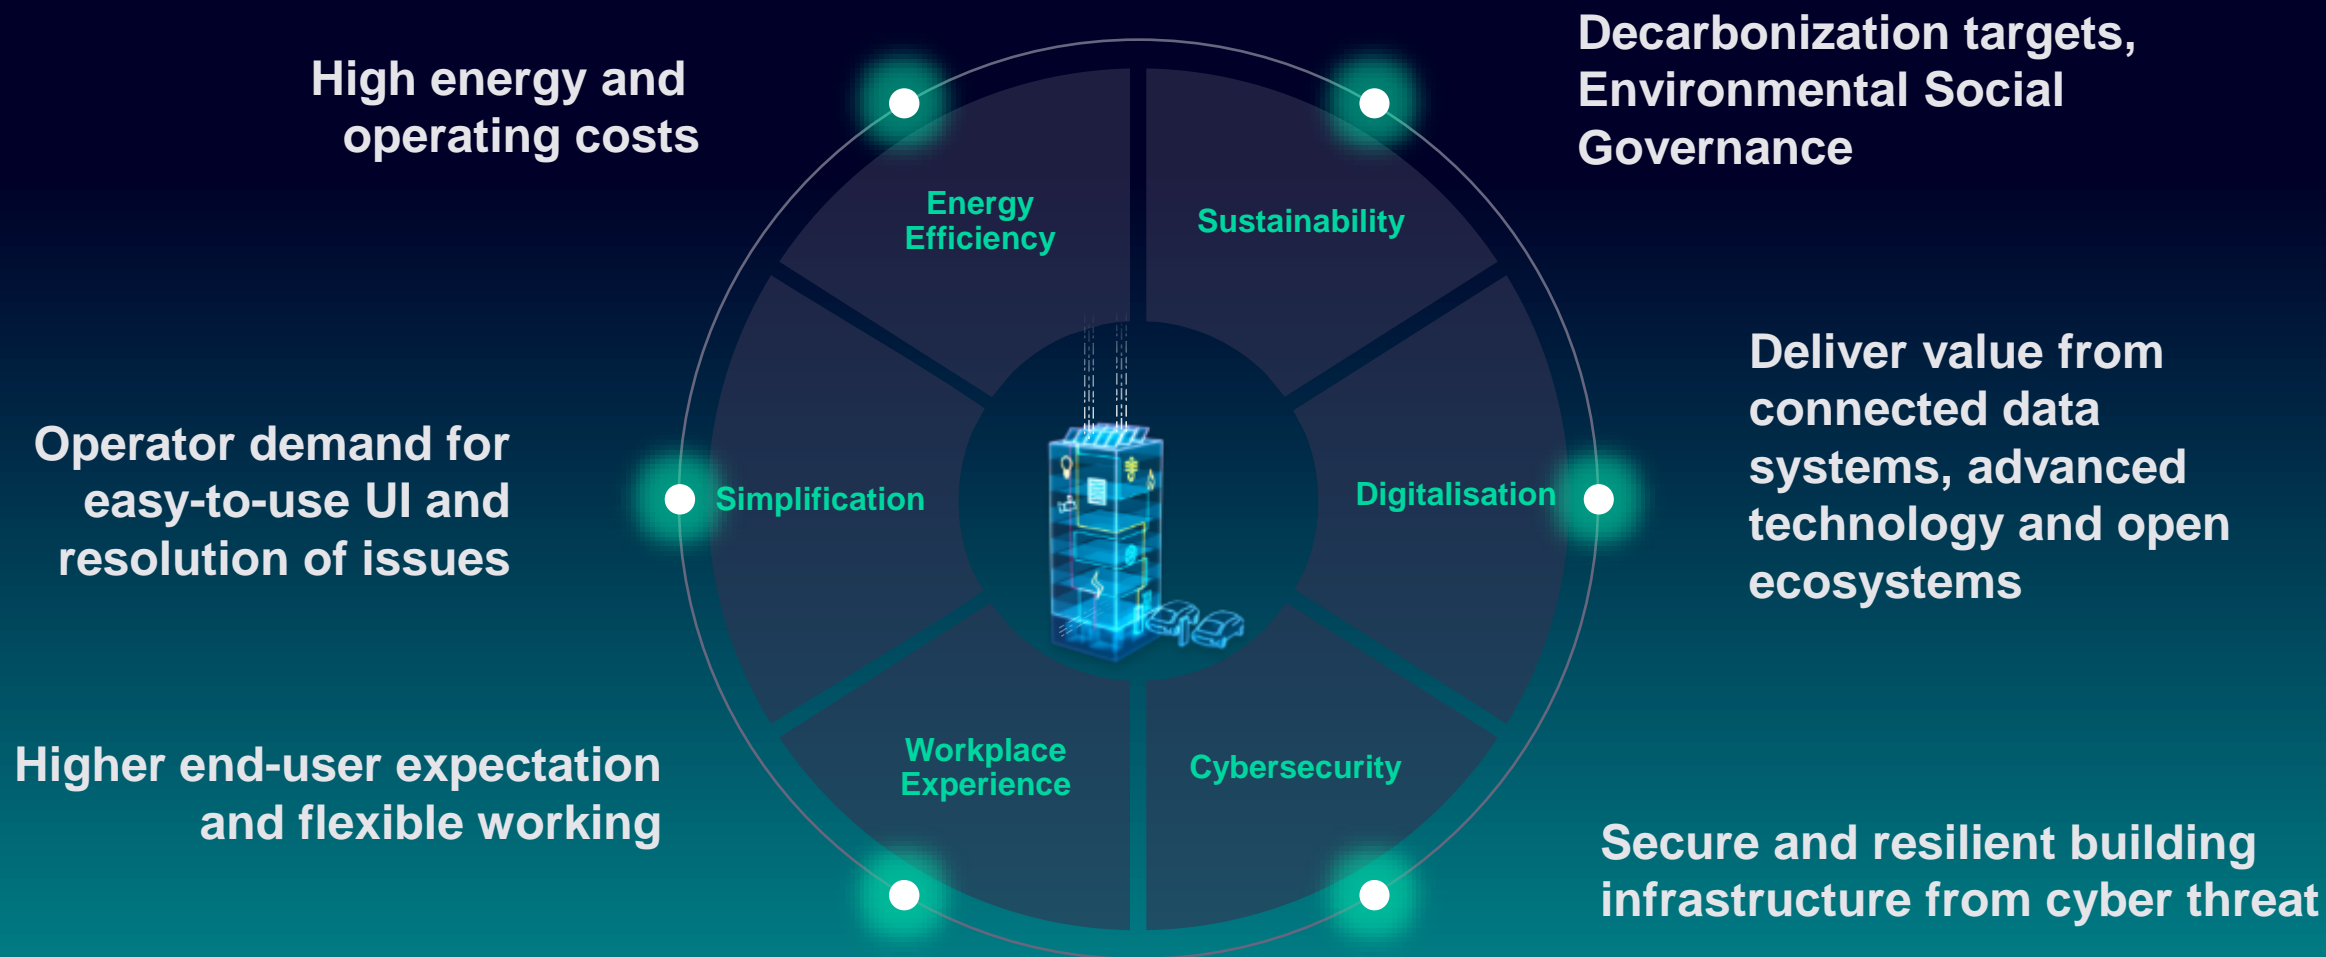 High energy and
operating costs
Decarbonization targets,
Environmental Social
Governance
Energy
Efficiency
Sustainability
Operator demand for
easy-to-use UI and
resolution of issues
Simplification
Digitalisation
Deliver value from
connected data
systems, advanced
technology and open
ecosystems
Higher end-user expectation
and flexible working
Workplace
Experience
Cybersecurity
Secure and resilient building
infrastructure from cyber threat